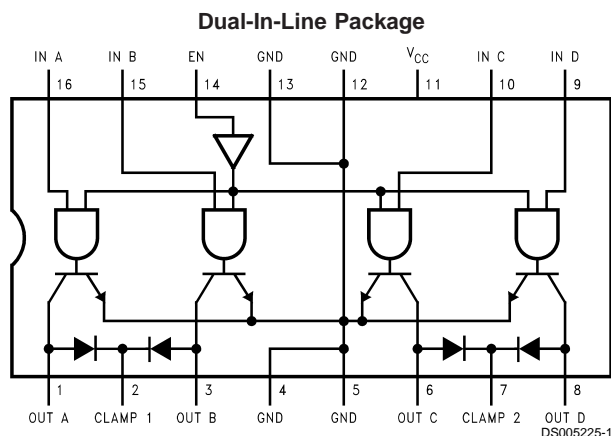 Dual-In-Line Package
IN A IN B EN GND GND VCC IN C IN D
16 15 14 13 12 11 10 9
1 2 3 4 5 6 7 8
OUT A CLAMP 1 OUT B GND GND OUT C CLAMP 2 OUT D
DS005225-1